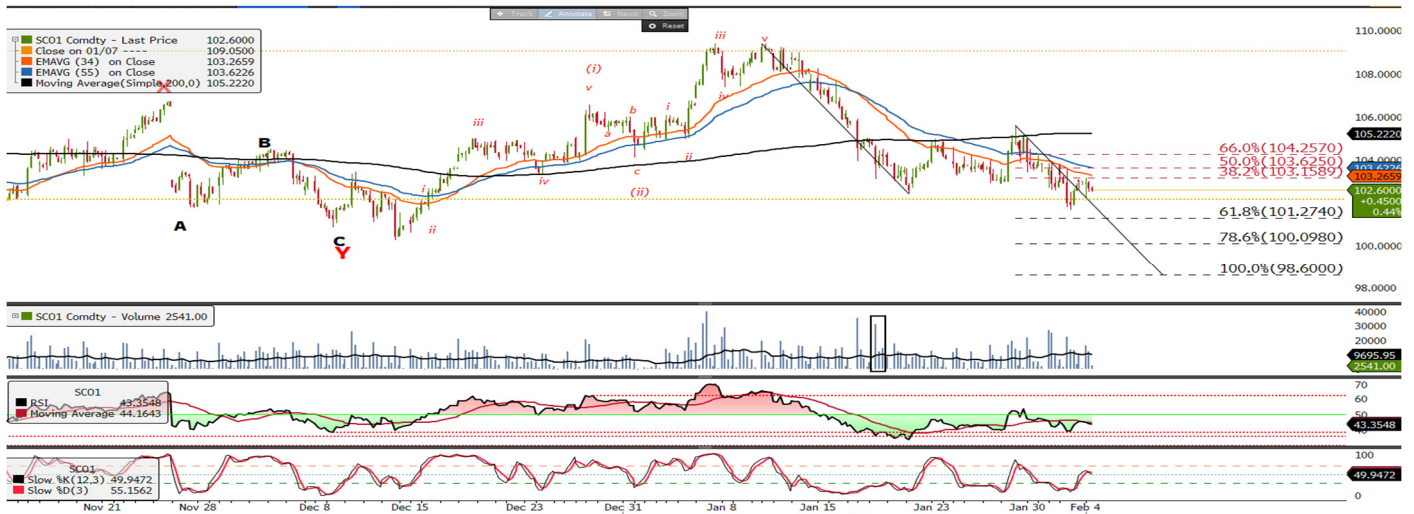 + Track Annotate News Zoom
Reset
SCO1 Comdty - Last Price 102.6000
Close on 01/07 ---- 109.0500
EMAVG (34) on Close 103.2659
EMAVG (55) on Close 103.6226
Moving Average(Simple,200,0) 105.2220
X
A
B
C
Y
i
ii
iii
iv
v
(i)
a
b
c
(ii)
i
ii
iii
iv
v
110.0000
108.0000
106.0000
105.2220
104.0000
103.6226
103.2659
102.6000
+0.4500
0.44%
100.0000
98.0000
66.0%(104.2570)
50.0%(103.6250)
38.2%(103.1589)
61.8%(101.2740)
78.6%(100.0980)
100.0%(98.6000)
SCO1 Comdty - Volume 2541.00
40000
30000
20000
9695.95
2541.00
SCO1
RSI 43.3548
Moving Average 44.1643
70
60
50
43.3548
SCO1
Slow %K(12,3) 49.9472
Slow %D(3) 55.1562
100
49.9472
0
Nov 21 Nov 28 Dec 8 Dec 15 Dec 23 Dec 31 Jan 8 Jan 15 Jan 23 Jan 30 Feb 4